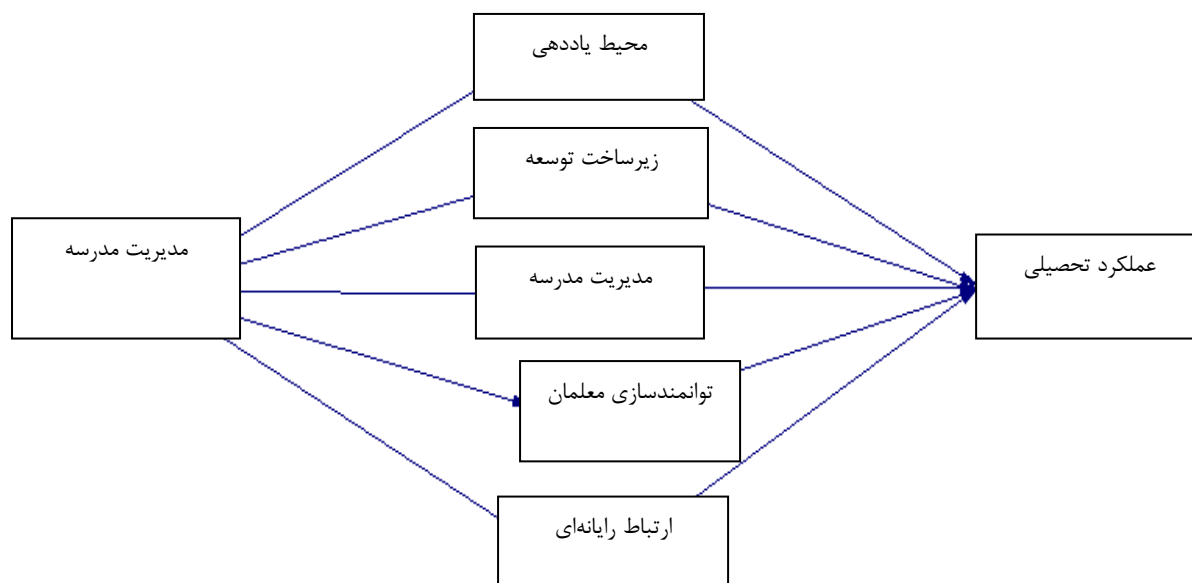 محیط یاددهی
زیرساخت توسعه
مدیریت مدرسه
مدیریت مدرسه
عملکرد تحصیلی
توانمندسازی معلمان
ارتباط رایانه‌ای